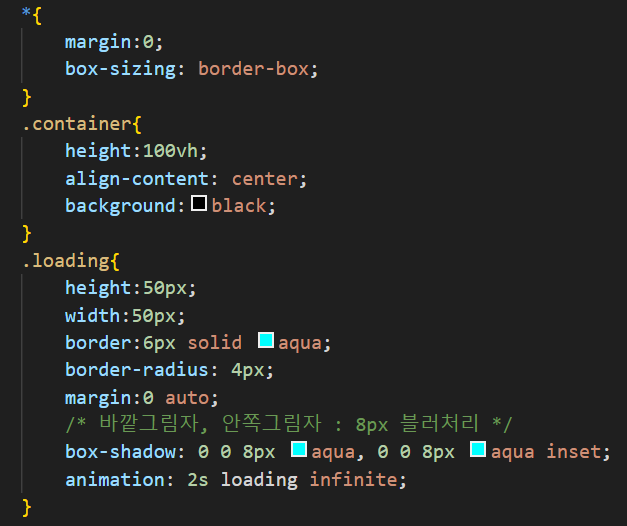 *{
margin:0;
box-sizing: border-box;
}
.container{
height:100vh;
align-content: center;
background:black;
}
.loading{
height:50px;
width:50px;
border:6px solid aqua;
border-radius: 4px;
margin:0 auto;
/* 바깥그림자, 안쪽그림자 : 8px 블러처리 */
box-shadow: 0 0 8px aqua, 0 0 8px aqua inset;
animation: 2s loading infinite;
}